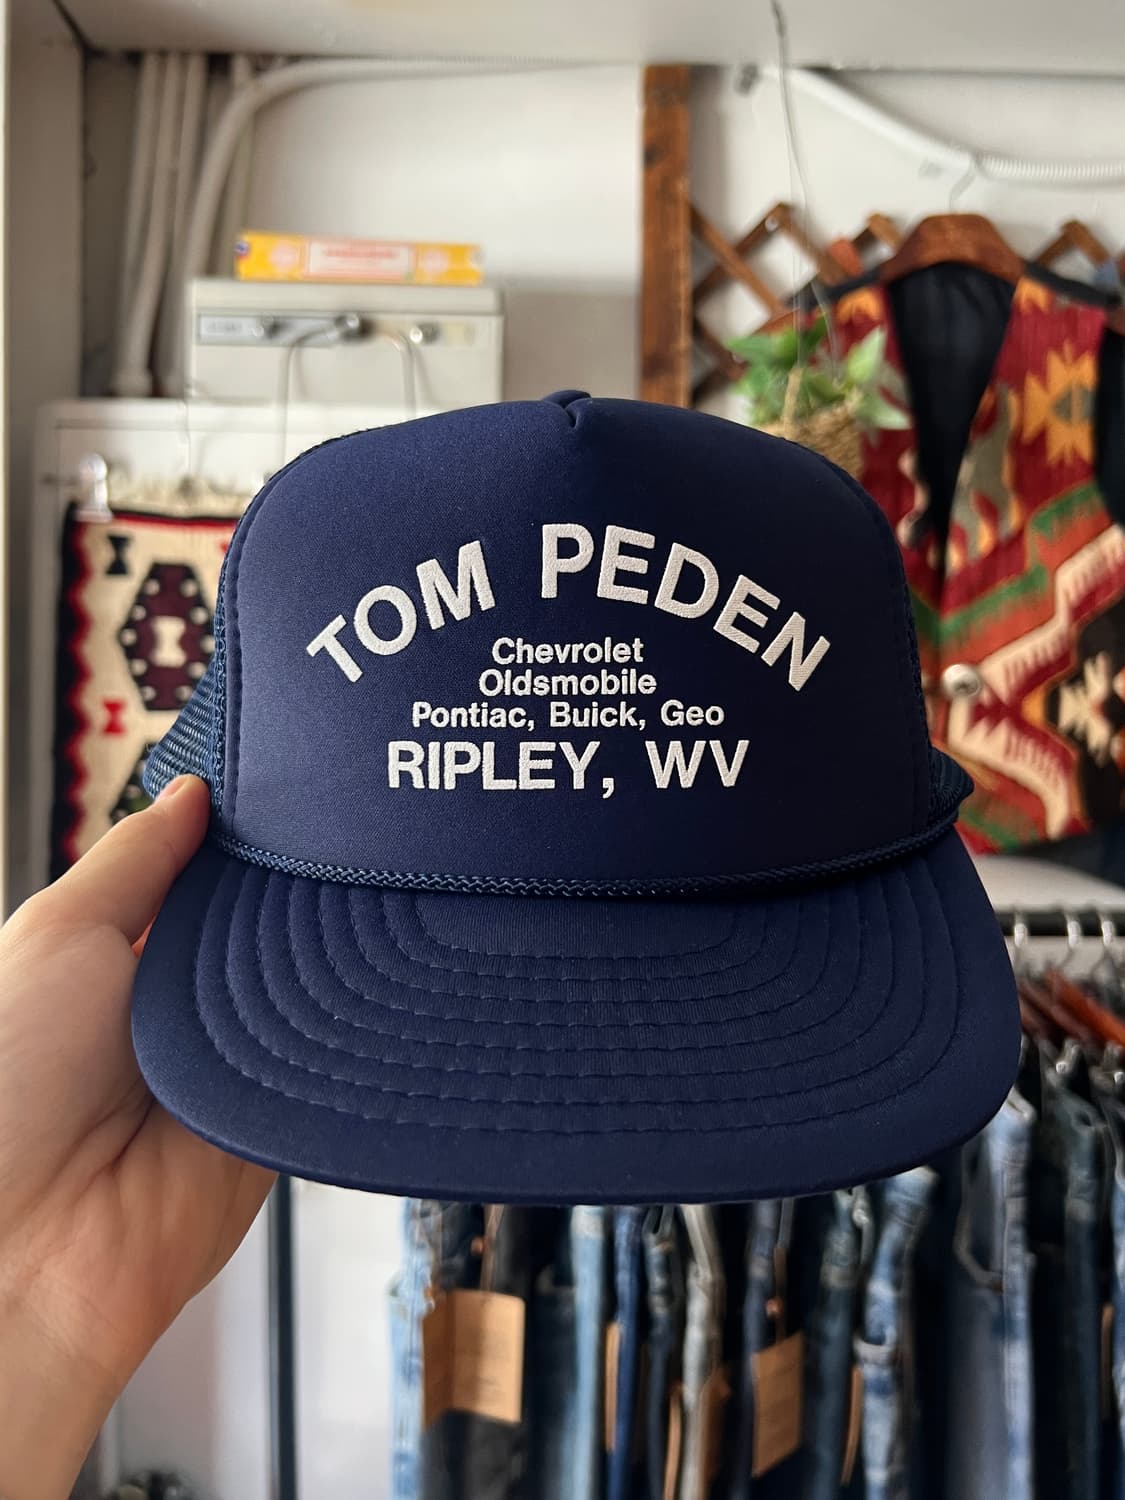 TOM PEDEN
Chevrolet
Oldsmobile
Pontiac, Buick, Geo
RIPLEY, WV